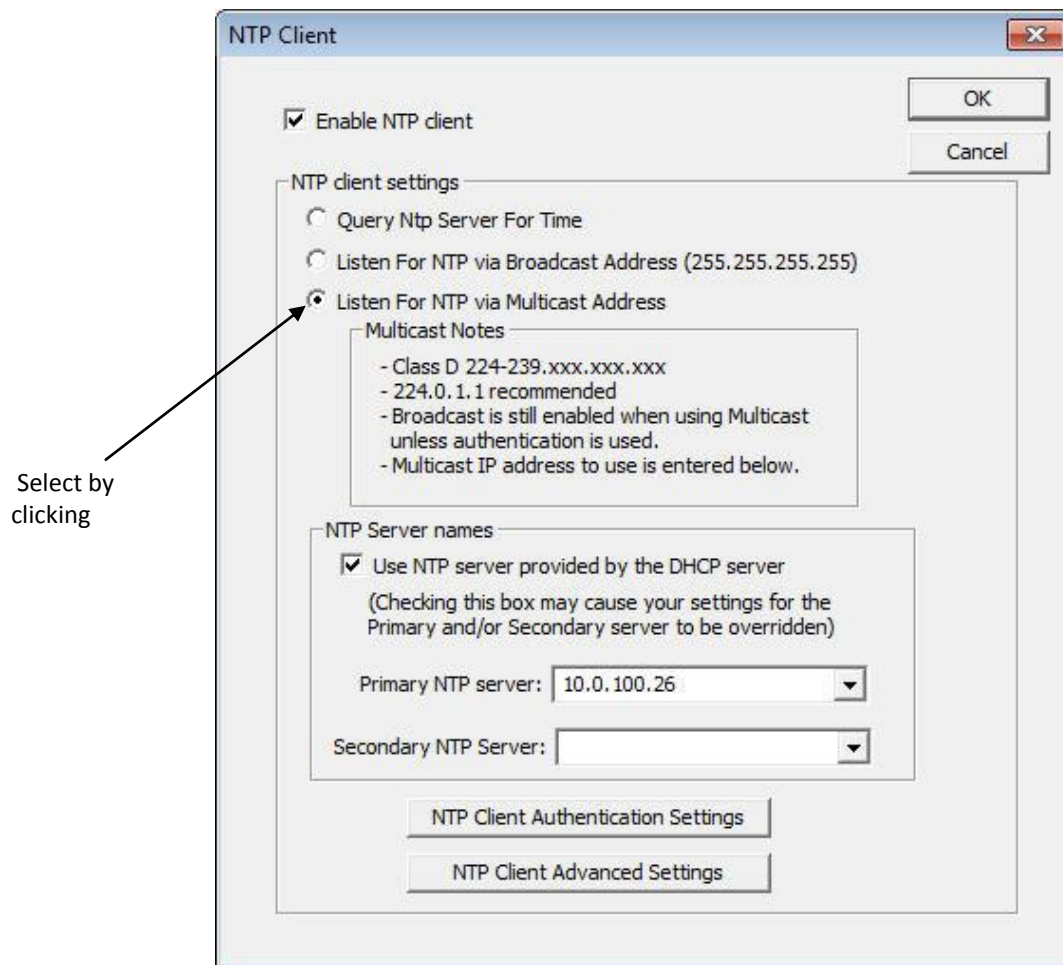 NTP Client
Enable NTP client
OK
Cancel
NTP client settings
Query Ntp Server For Time
Listen For NTP via Broadcast Address (255.255.255.255)
Listen For NTP via Multicast Address
Multicast Notes
- Class D 224-239.xxx.xxx.xxx
- 224.0.1.1 recommended
- Broadcast is still enabled when using Multicast
unless authentication is used.
- Multicast IP address to use is entered below.
Select by
clicking
NTP Server names
Use NTP server provided by the DHCP server
(Checking this box may cause your settings for the
Primary and/or Secondary server to be overridden)
Primary NTP server: 10.0.100.26
Secondary NTP Server:
NTP Client Authentication Settings
NTP Client Advanced Settings